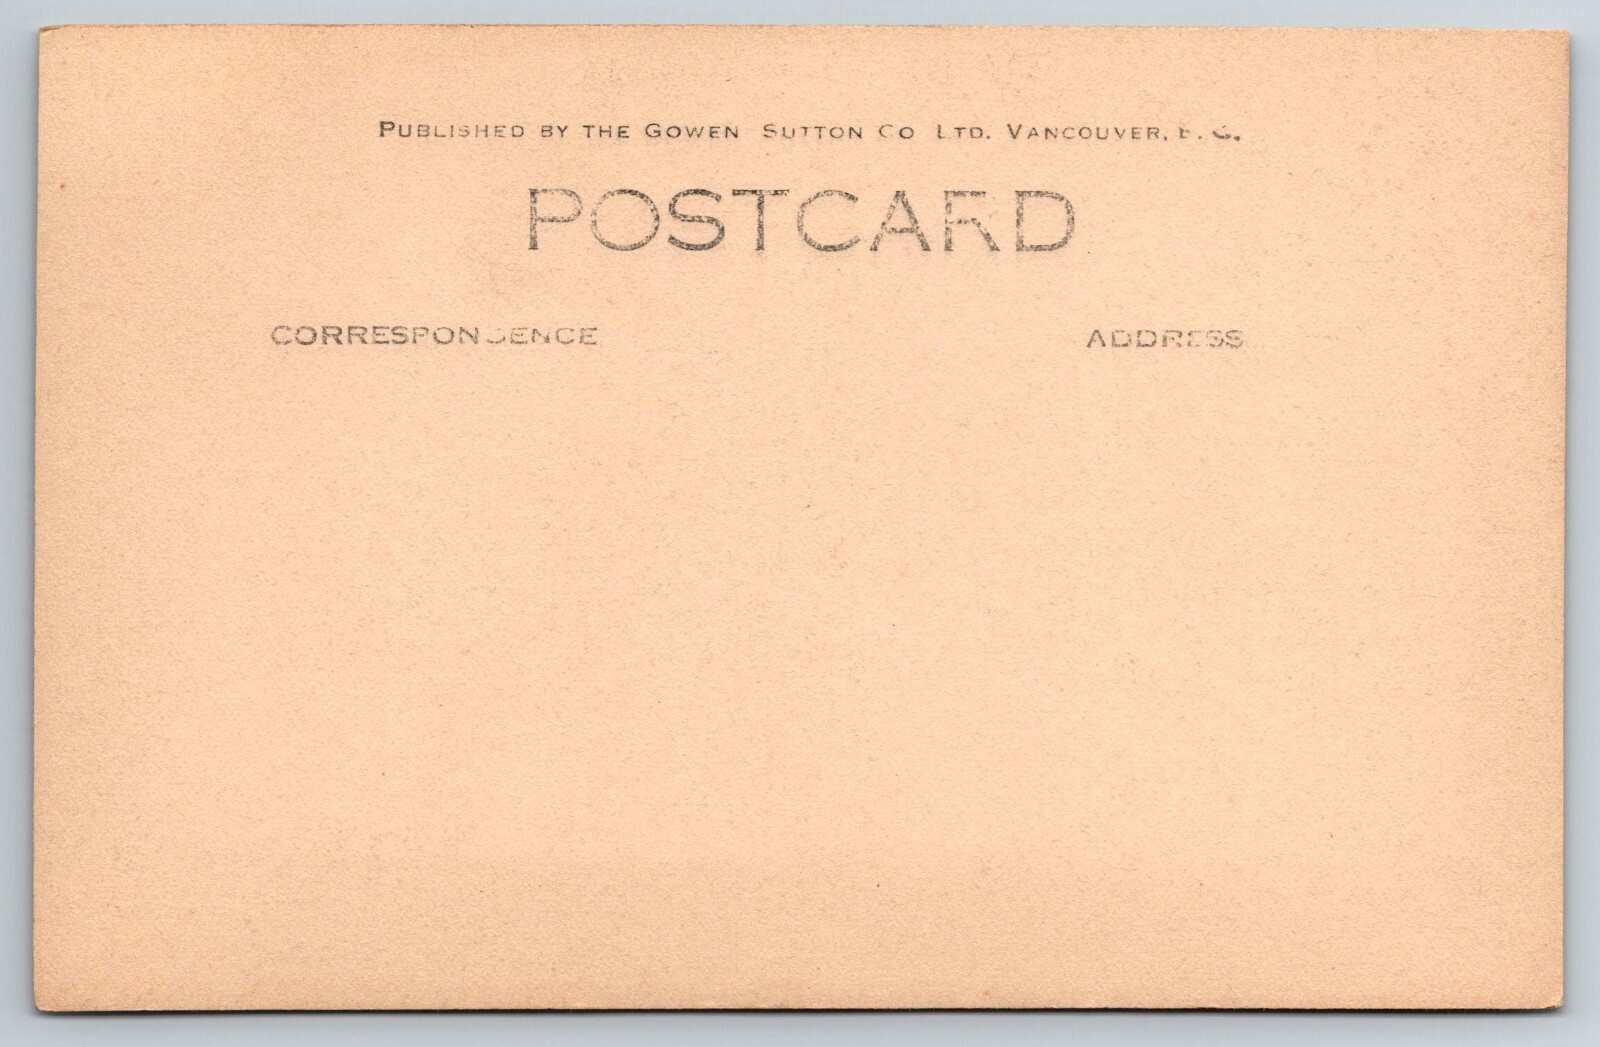 PUBLISHED BY THE GOWEN SUTTON CO LTD. VANCOUVER, B. C.
POSTCARD
CORRESPONDENCE
ADDRESS